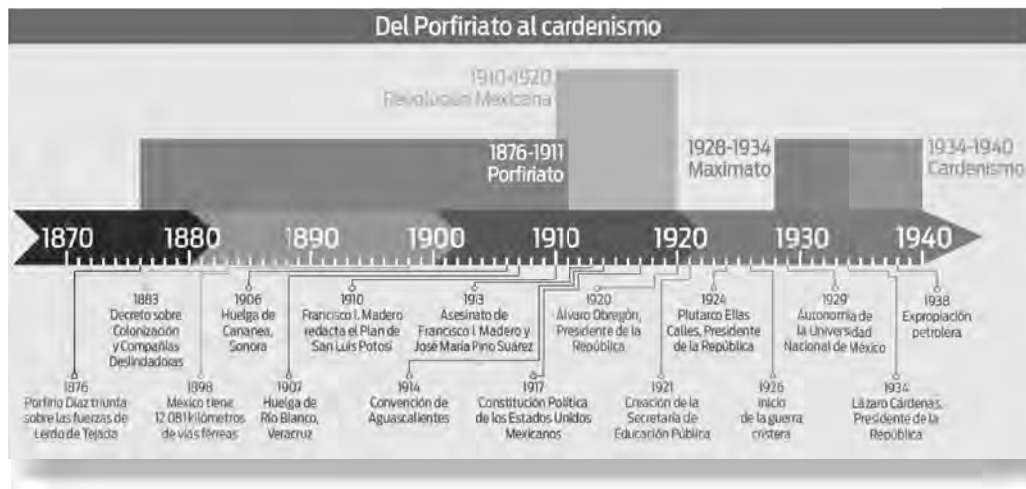 Del Porfiriato al cardenismo
1910-1920
Revolución Mexicana
1876-1911
Porfiriato
1928-1934
Maximato
1934-1940
Cardenismo
1870 1880 1890 1900 1910 1920 1930 1940
1883
Decreto sobre
Colonización
y Compañías
Deslindadoras
1906
Huelga de
Cananea,
Sonora
1910
Francisco I. Madero
redacta el Plan de
San Luis Potosí
1913
Asesinato de
Francisco I. Madero y
José María Pino Suárez
1920
Álvaro Obregón,
Presidente de la
República
1924
Plutarco Elías
Calles, Presidente
de la República
1929
Autonomía de
la Universidad
Nacional de México
1938
Expropiación
petrolera
1876
Porfirio Díaz triunfa
sobre las fuerzas de
Lerdo de Tejada
1898
México tiene
12 081 kilómetros
de vías férreas
1907
Huelga de
Río Blanco,
Veracruz
1914
Convención de
Aguascalientes
1917
Constitución Política
de los Estados Unidos
Mexicanos
1921
Creación de la
Secretaría de
Educación Pública
1926
Inicio
de la guerra
cristera
1934
Lázaro Cárdenas,
Presidente de la
República